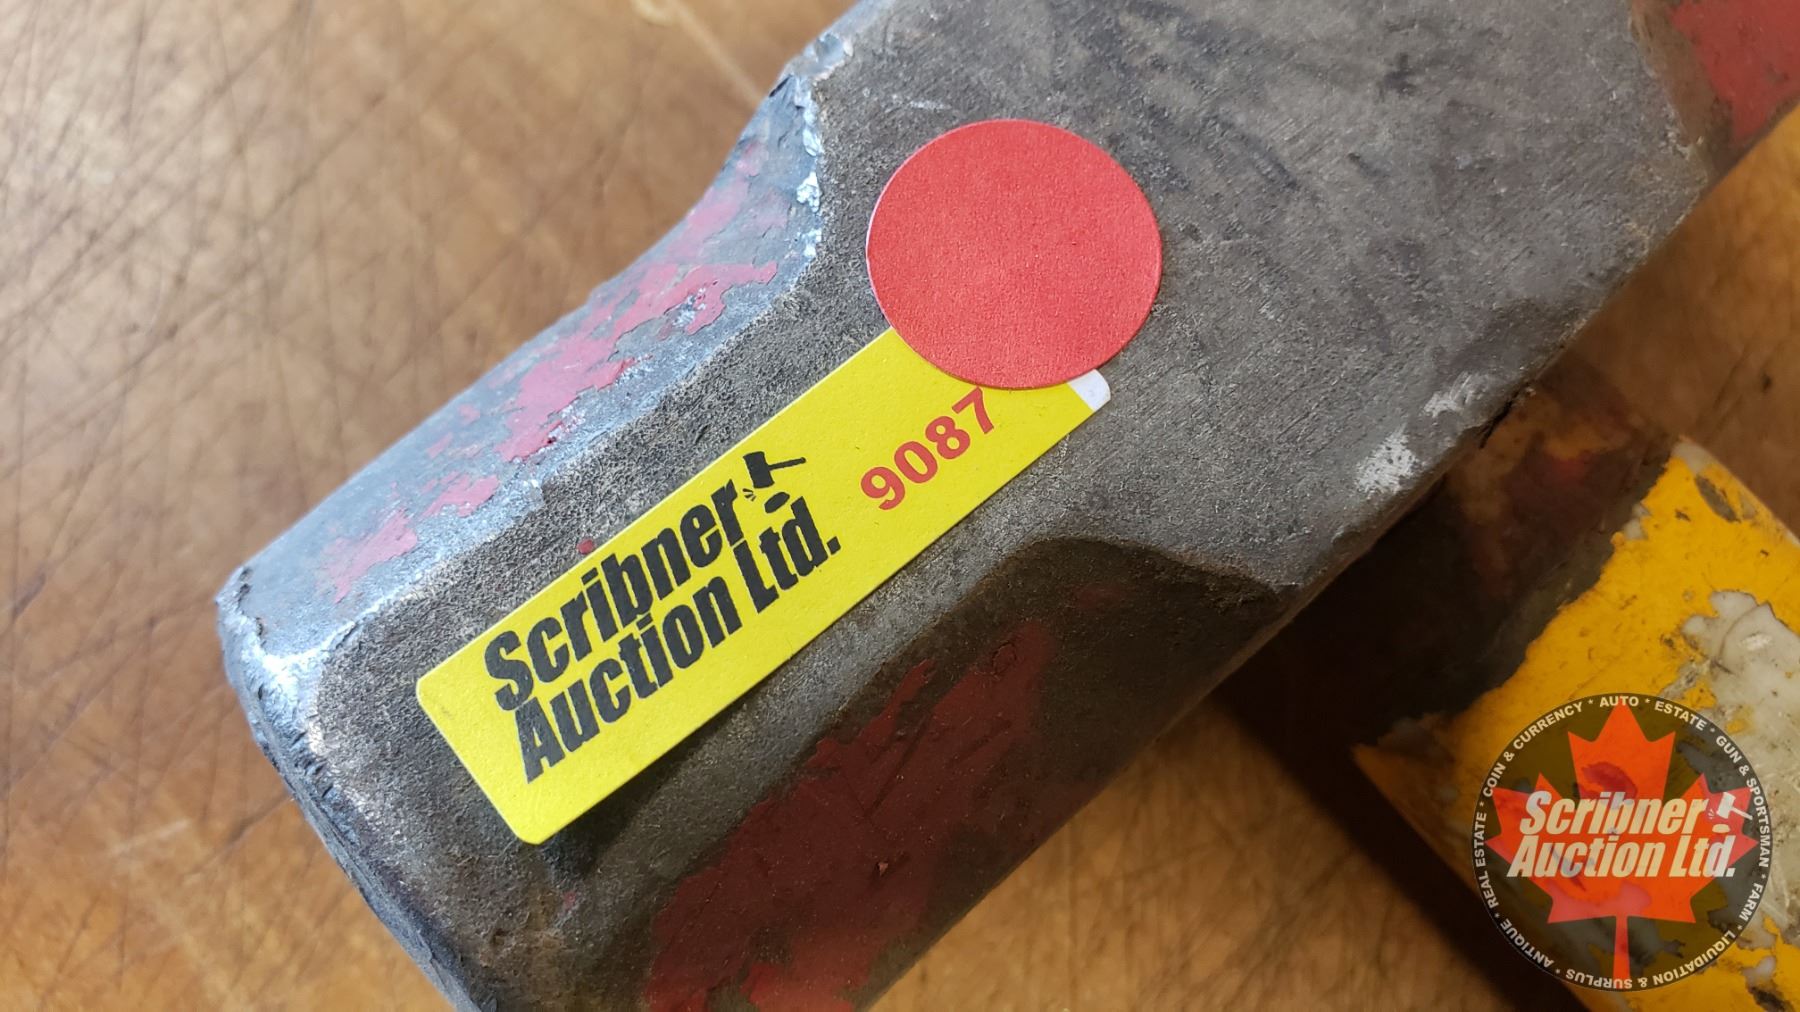 Scribner
Auction Ltd.
9087
REAL ESTATE * COIN & CURRENCY * AUTO * ESTATE * GUN & SPORTSMAN * FARM * LIQUIDATION & SURPLUS * ANTIQUE *
Scribner
Auction Ltd.